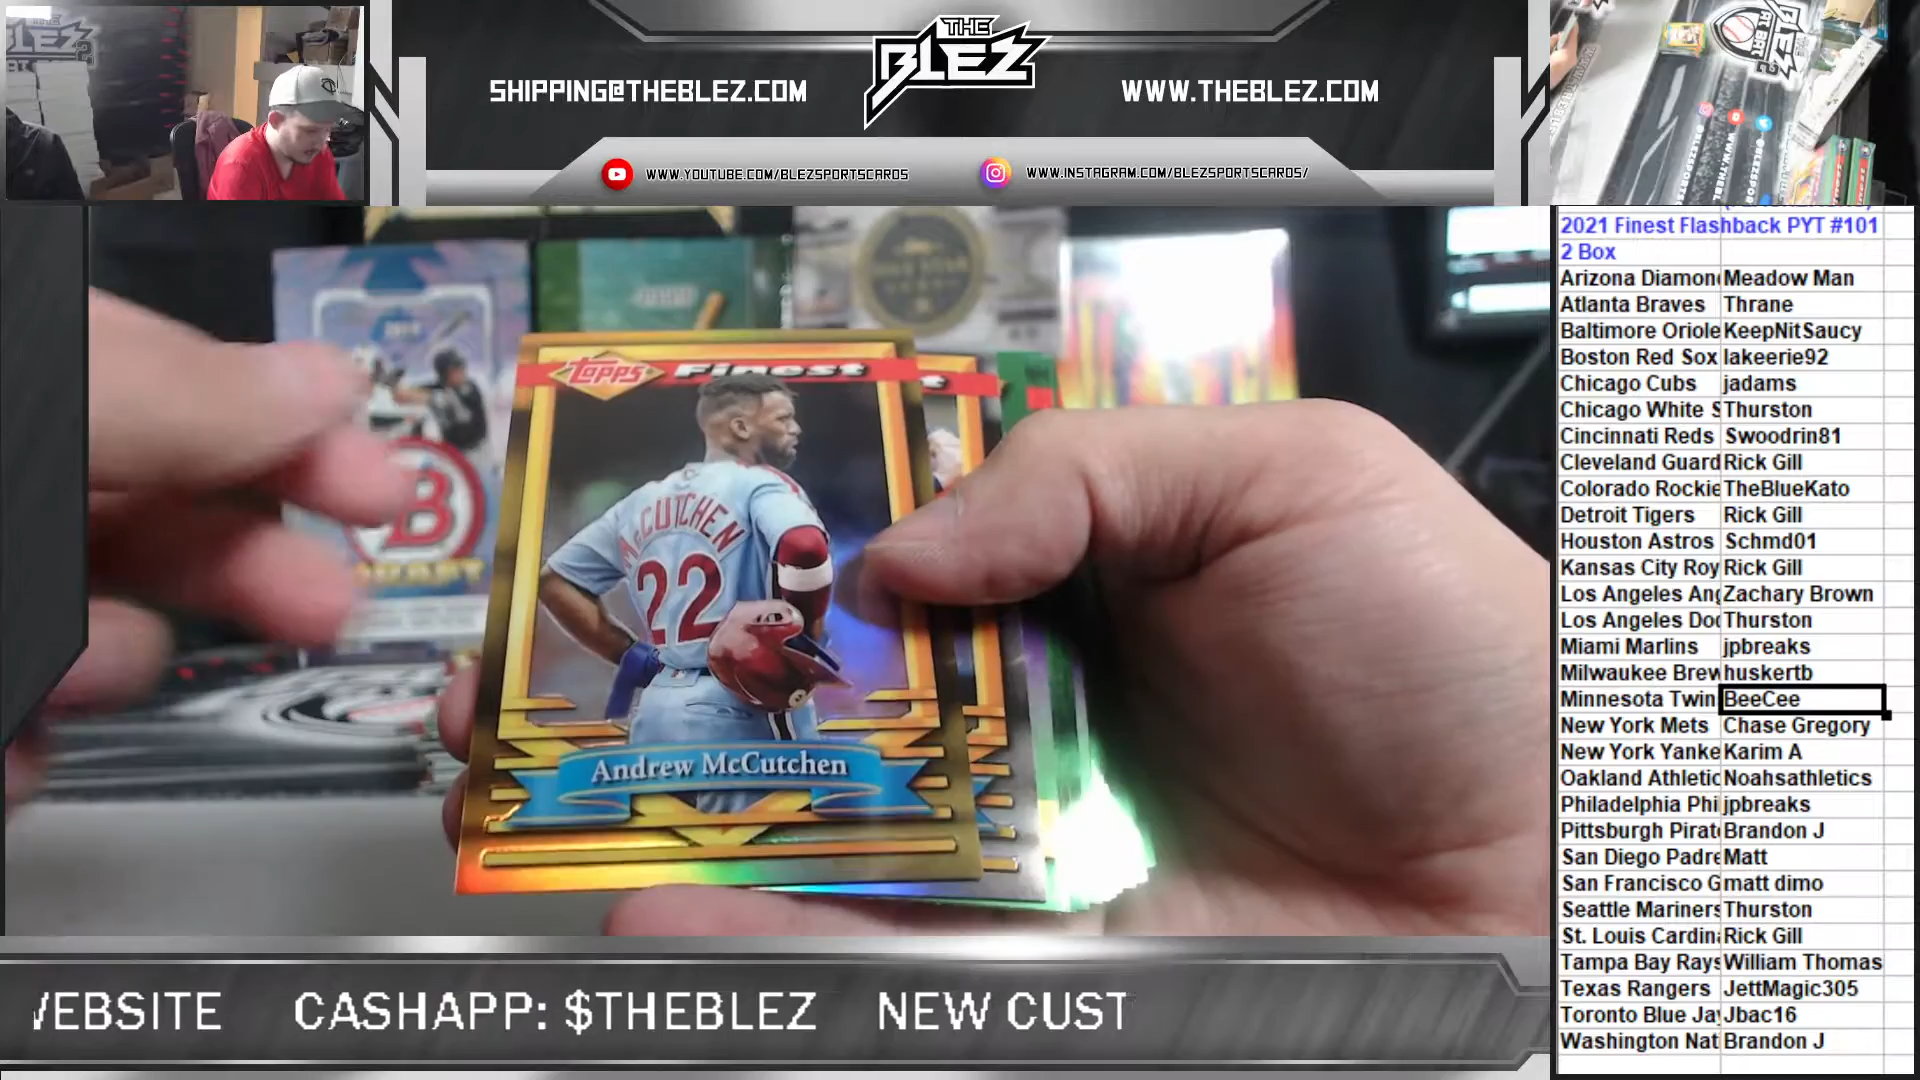 THE
BLEZ
SHIPPING@THEBLEZ.COM
WWW.THEBLEZ.COM
WWW.YOUTUBE.COM/BLEZSPORTSCARDS
WWW.INSTAGRAM.COM/BLEZSPORTSCARDS/
TOPPS Finest
McCUTCHEN
22
Andrew McCutchen
B
2021 Finest Flashback PYT #101
2 Box
Arizona Diamon Meadow Man
Atlanta Braves Thrane
Baltimore Oriole KeepNitSaucy
Boston Red Sox lakeerie92
Chicago Cubs jadams
Chicago White S Thurston
Cincinnati Reds Swoodrin81
Cleveland Guard Rick Gill
Colorado Rockie TheBlueKato
Detroit Tigers Rick Gill
Houston Astros Schmd01
Kansas City Roy Rick Gill
Los Angeles Ang Zachary Brown
Los Angeles Dod Thurston
Miami Marlins jpbreaks
Milwaukee Brew huskertb
Minnesota Twin BeeCee
New York Mets Chase Gregory
New York Yanke Karim A
Oakland Athletic Noahsathletics
Philadelphia Phi jpbreaks
Pittsburgh Pirat Brandon J
San Diego Padre Matt
San Francisco G matt dimo
Seattle Mariners Thurston
St. Louis Cardin Rick Gill
Tampa Bay Rays William Thomas
Texas Rangers JettMagic305
Toronto Blue Jay Jbac16
Washington Nat Brandon J
WEBSITE CASHAPP: $THEBLEZ NEW CUST